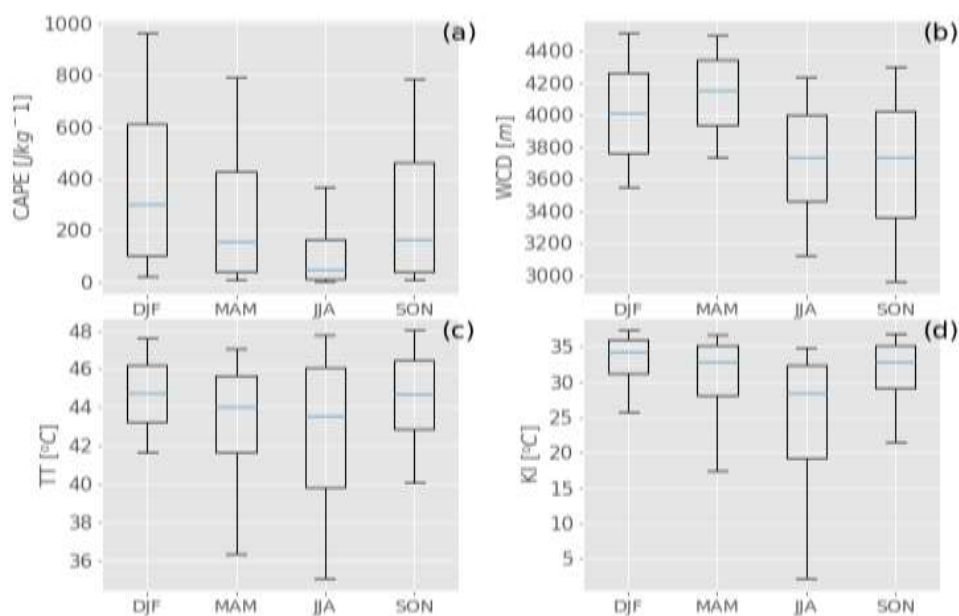 (a)
1000
800
600
400
200
0
CAPE [Jkg−1]
DJF MAM JJA SON
(b)
4400
4200
4000
3800
3600
3400
3200
3000
WCD [m]
DJF MAM JJA SON
(c)
48
46
44
42
40
38
36
TT [°C]
DJF MAM JJA SON
(d)
35
30
25
20
15
10
5
KI [°C]
DJF MAM JJA SON